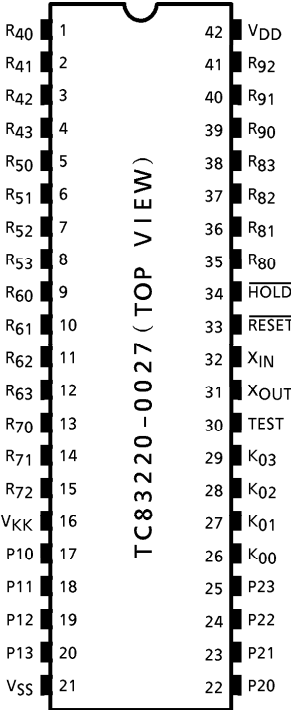 R40 1 42 VDD
R41 2 41 R92
R42 3 40 R91
R43 4 39 R90
R50 5 38 R83
R51 6 37 R82
R52 7 36 R81
R53 8 35 R80
R60 9 34 HOLD
R61 10 33 RESET
R62 11 32 XIN
R63 12 31 XOUT
R70 13 30 TEST
R71 14 29 K03
R72 15 28 K02
VKK 16 27 K01
P10 17 26 K00
P11 18 25 P23
P12 19 24 P22
P13 20 23 P21
VSS 21 22 P20
TC83220-0027(TOP VIEW)